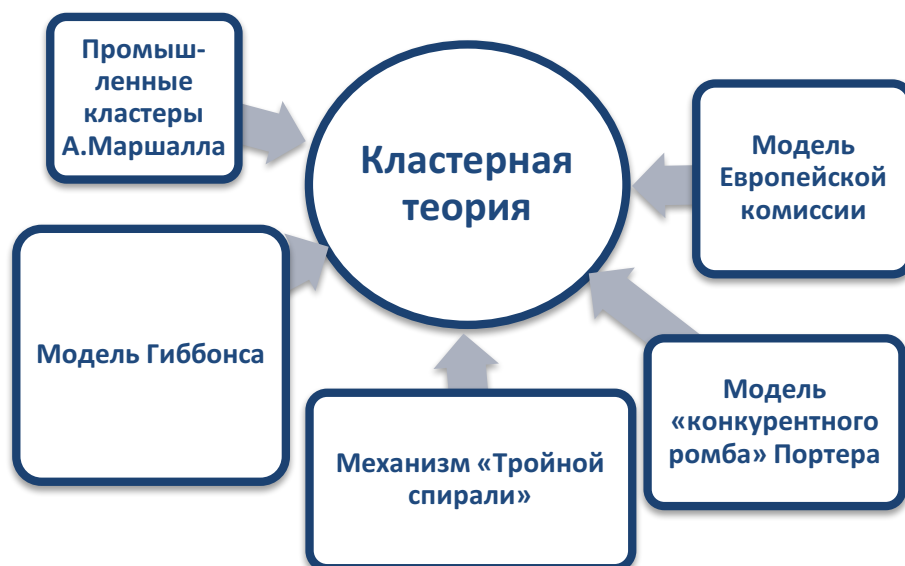 Промыш-
ленные
кластеры
А.Маршалла
Кластерная
теория
Модель
Европейской
комиссии
Модель Гиббонса
Механизм «Тройной
спирали»
Модель
«конкурентного
ромба» Портера